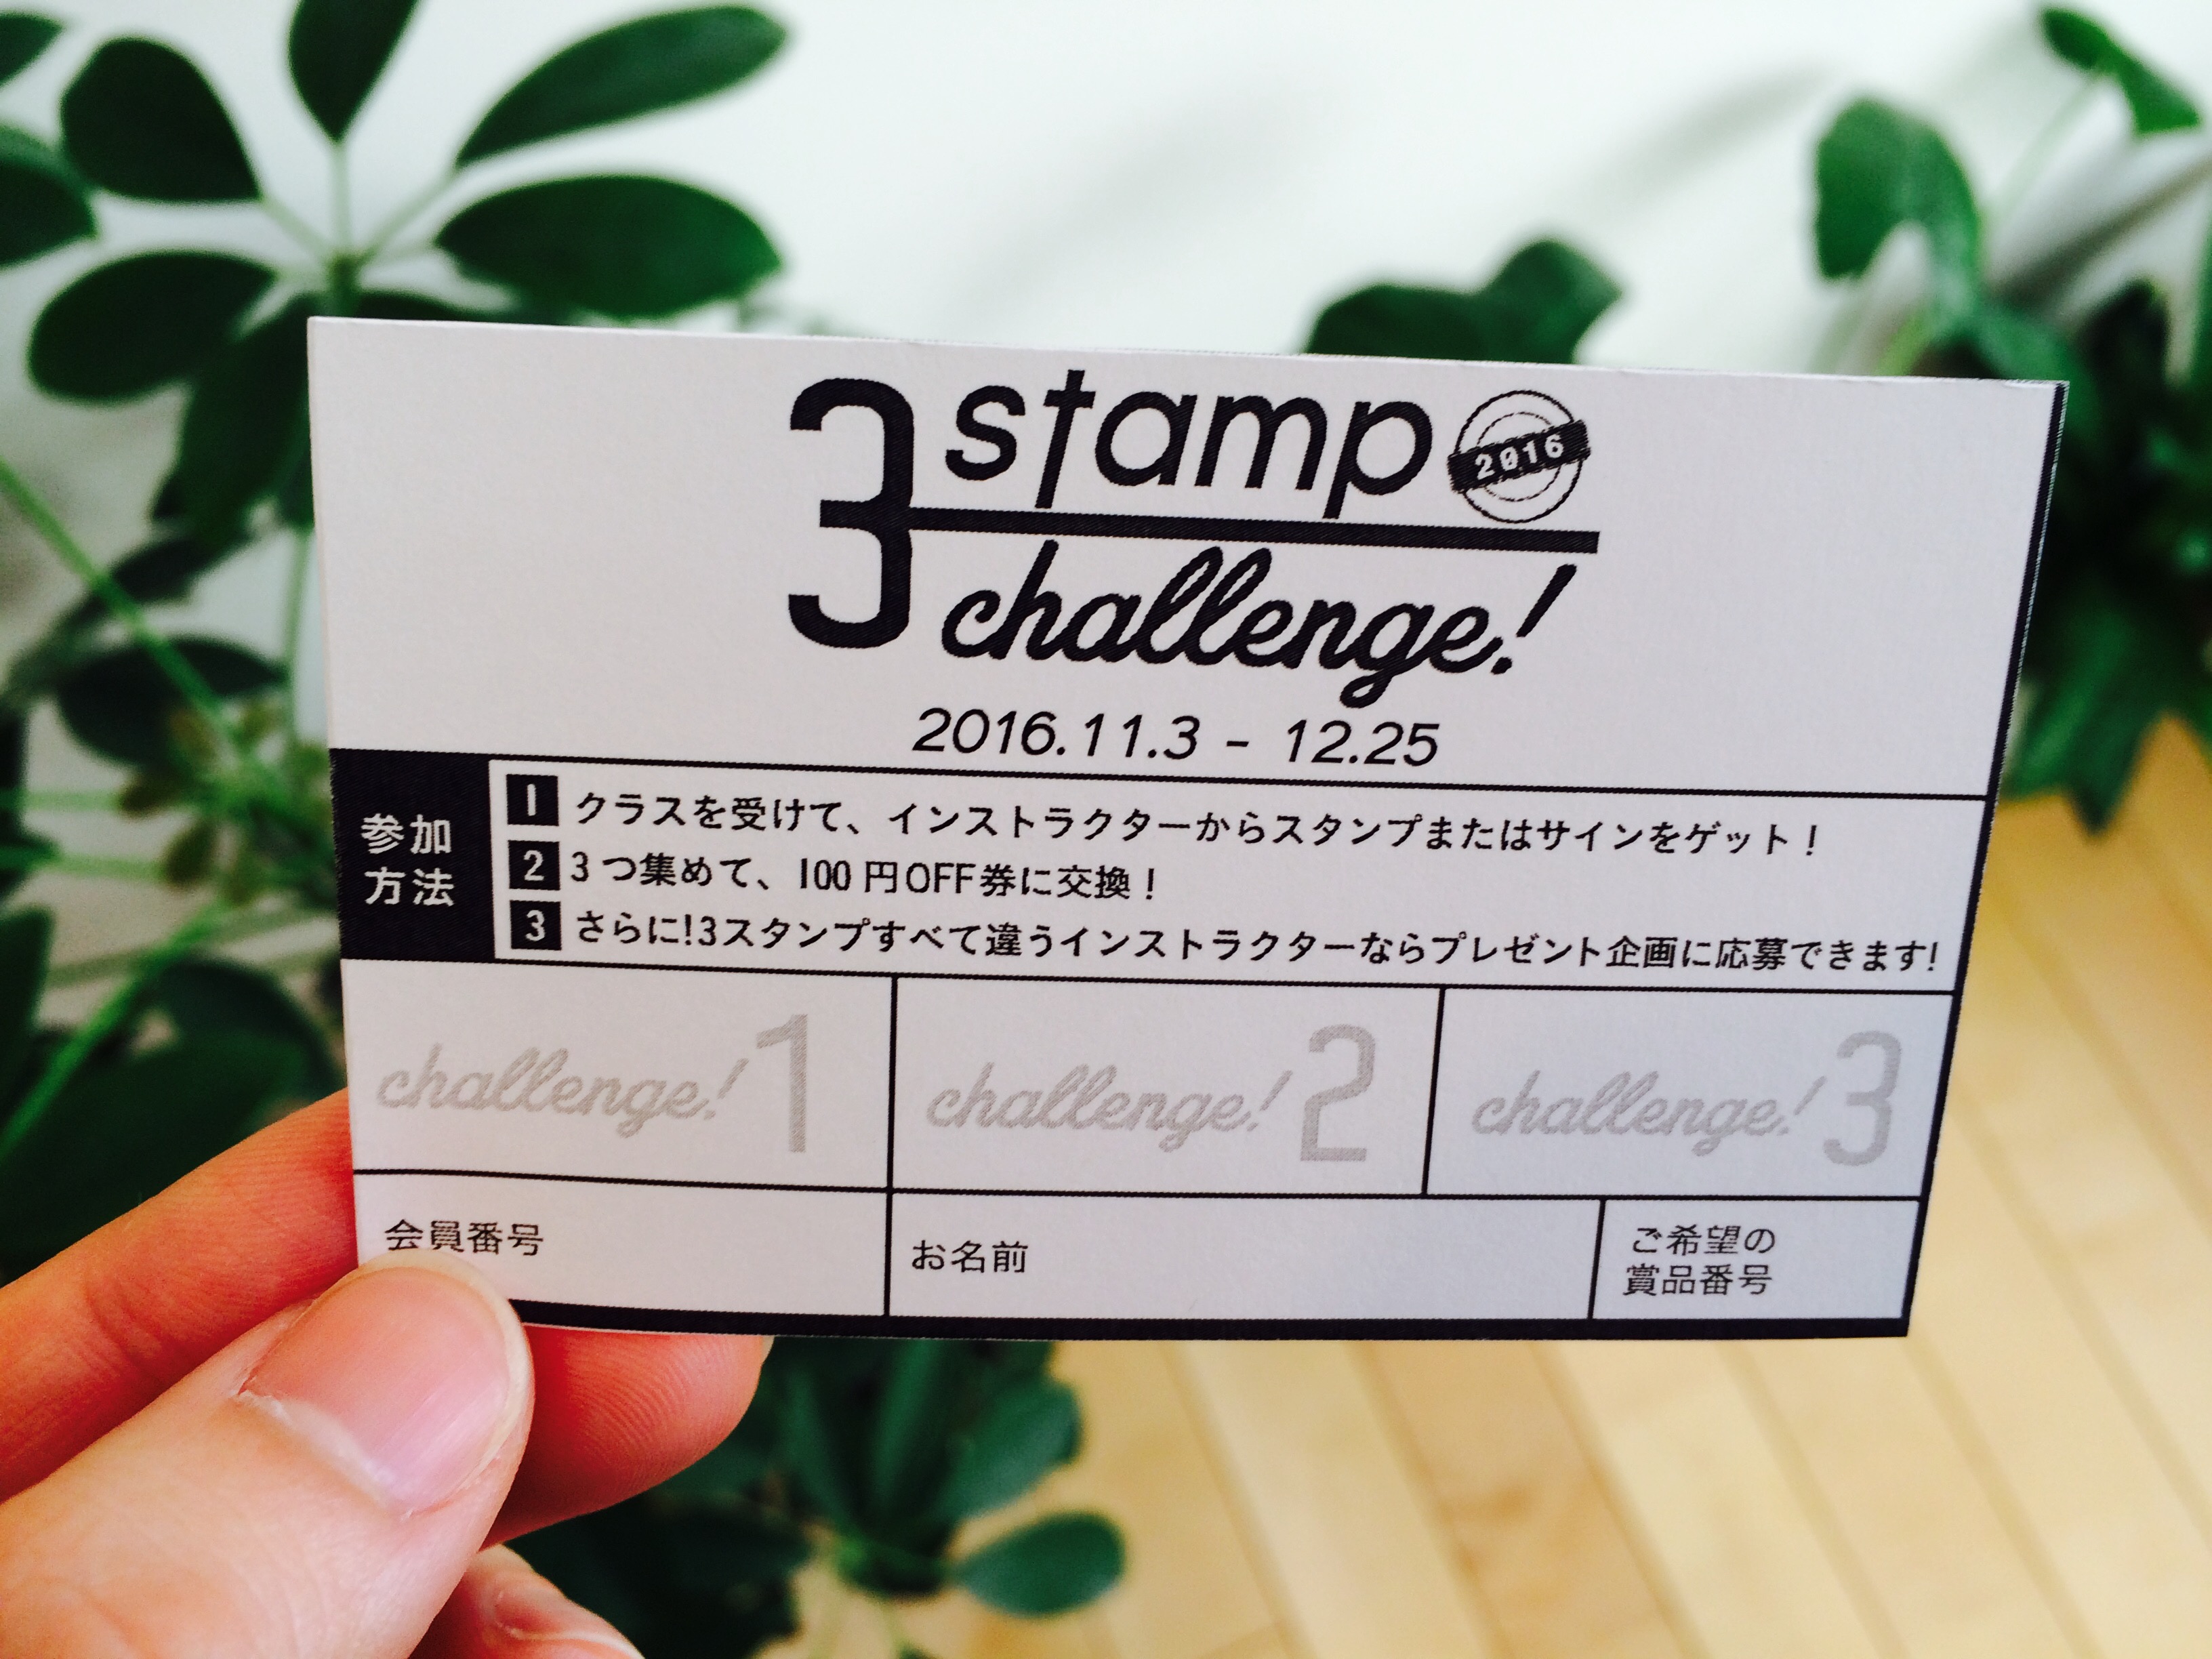 3 stamp 2016
challenge!
2016.11.3 - 12.25
参加
方法
1 クラスを受けて、インストラクターからスタンプまたはサインをゲット！
2 3つ集めて、100円OFF券に交換！
3 さらに!3スタンプすべて違うインストラクターならプレゼント企画に応募できます!
challenge! 1
challenge! 2
challenge! 3
会員番号
お名前
ご希望の
賞品番号